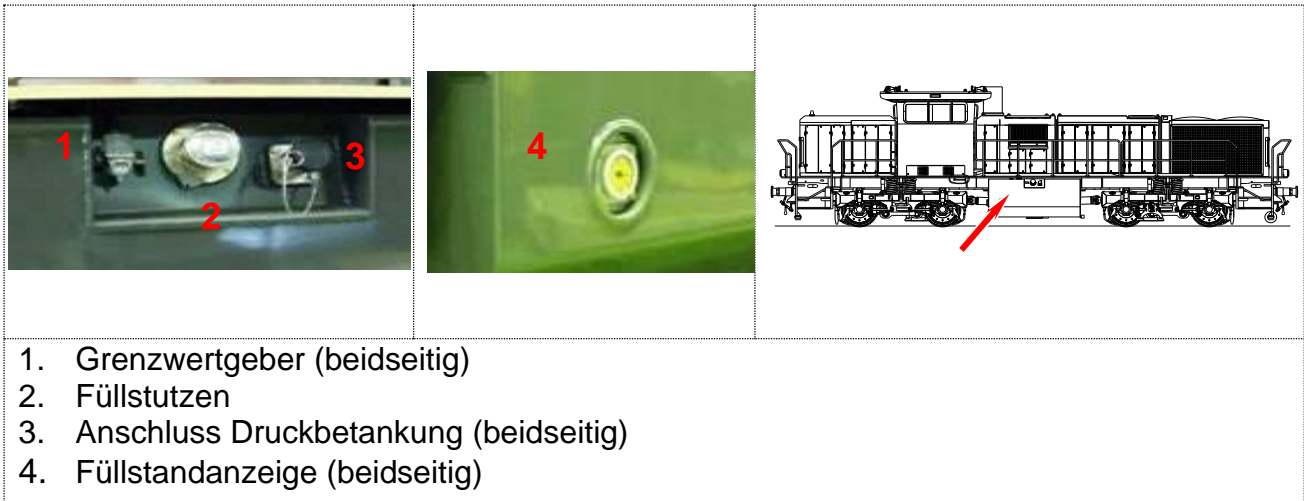 1
2
3
4
1. Grenzwertgeber (beidseitig)
2. Füllstutzen
3. Anschluss Druckbetankung (beidseitig)
4. Füllstandanzeige (beidseitig)